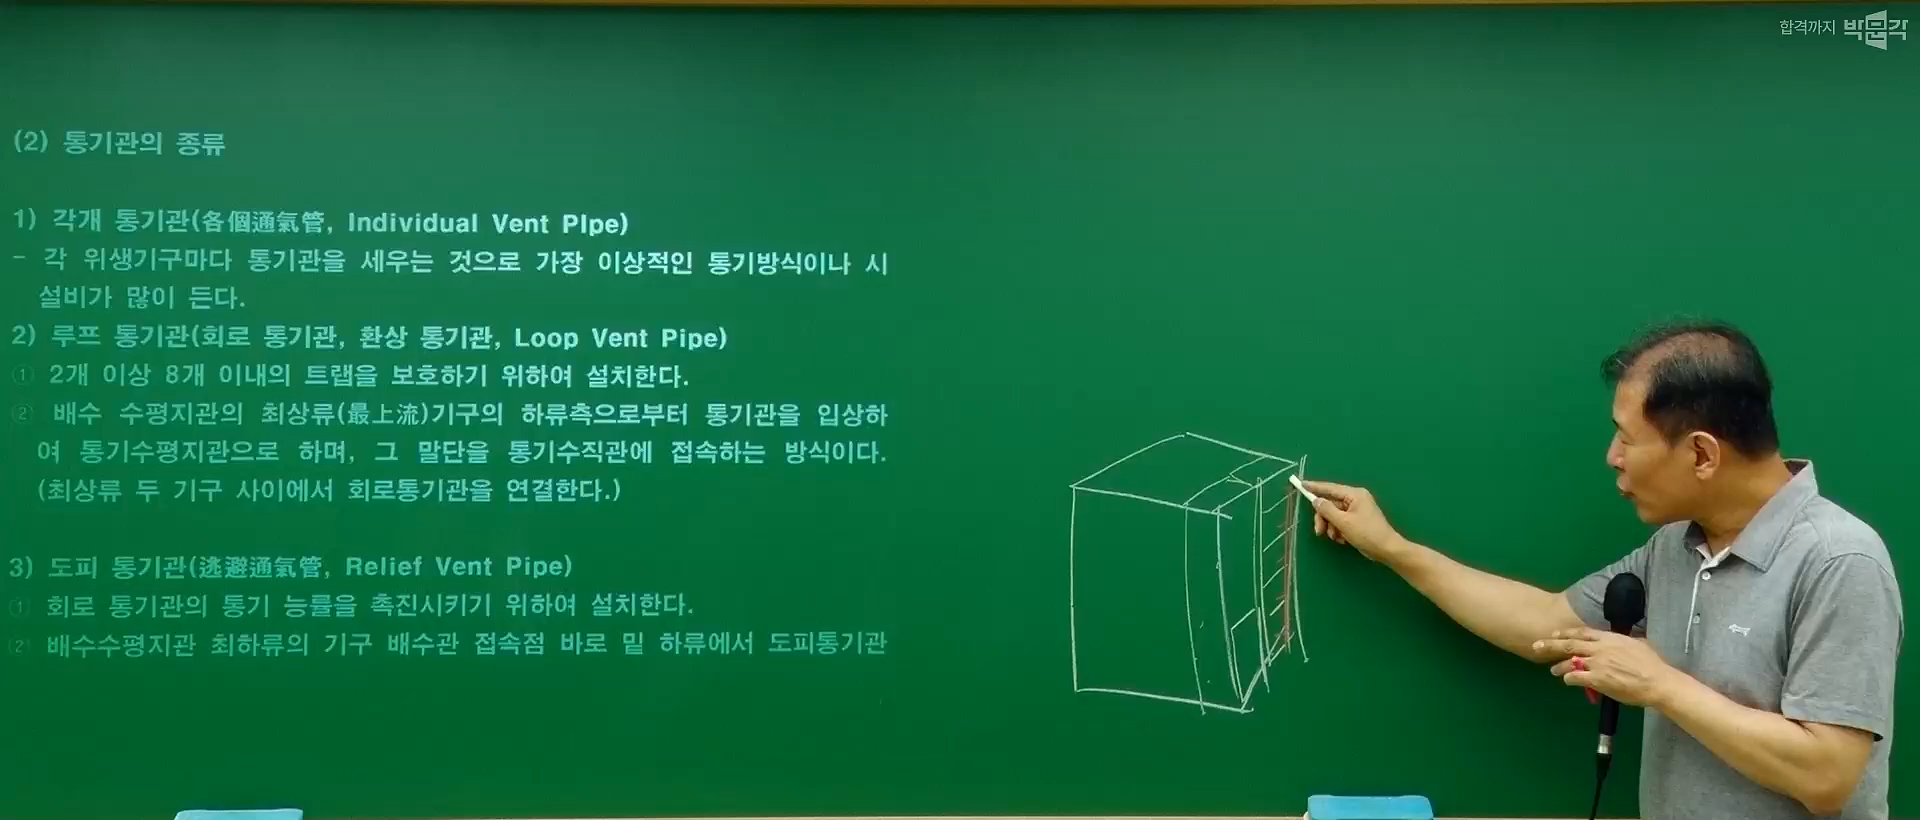 합격까지 박문각
(2) 통기관의 종류
1) 각개 통기관(各個通氣管, Individual Vent PIpe)
- 각 위생기구마다 통기관을 세우는 것으로 가장 이상적인 통기방식이나 시
설비가 많이 든다.
2) 루프 통기관(회로 통기관, 환상 통기관, Loop Vent Pipe)
① 2개 이상 8개 이내의 트랩을 보호하기 위하여 설치한다.
② 배수 수평지관의 최상류(最上流)기구의 하류측으로부터 통기관을 입상하
여 통기수평지관으로 하며, 그 말단을 통기수직관에 접속하는 방식이다.
(최상류 두 기구 사이에서 회로통기관을 연결한다.)
3) 도피 통기관(逃避通氣管, Relief Vent Pipe)
① 회로 통기관의 통기 능률을 촉진시키기 위하여 설치한다.
② 배수수평지관 최하류의 기구 배수관 접속점 바로 밑 하류에서 도피통기관